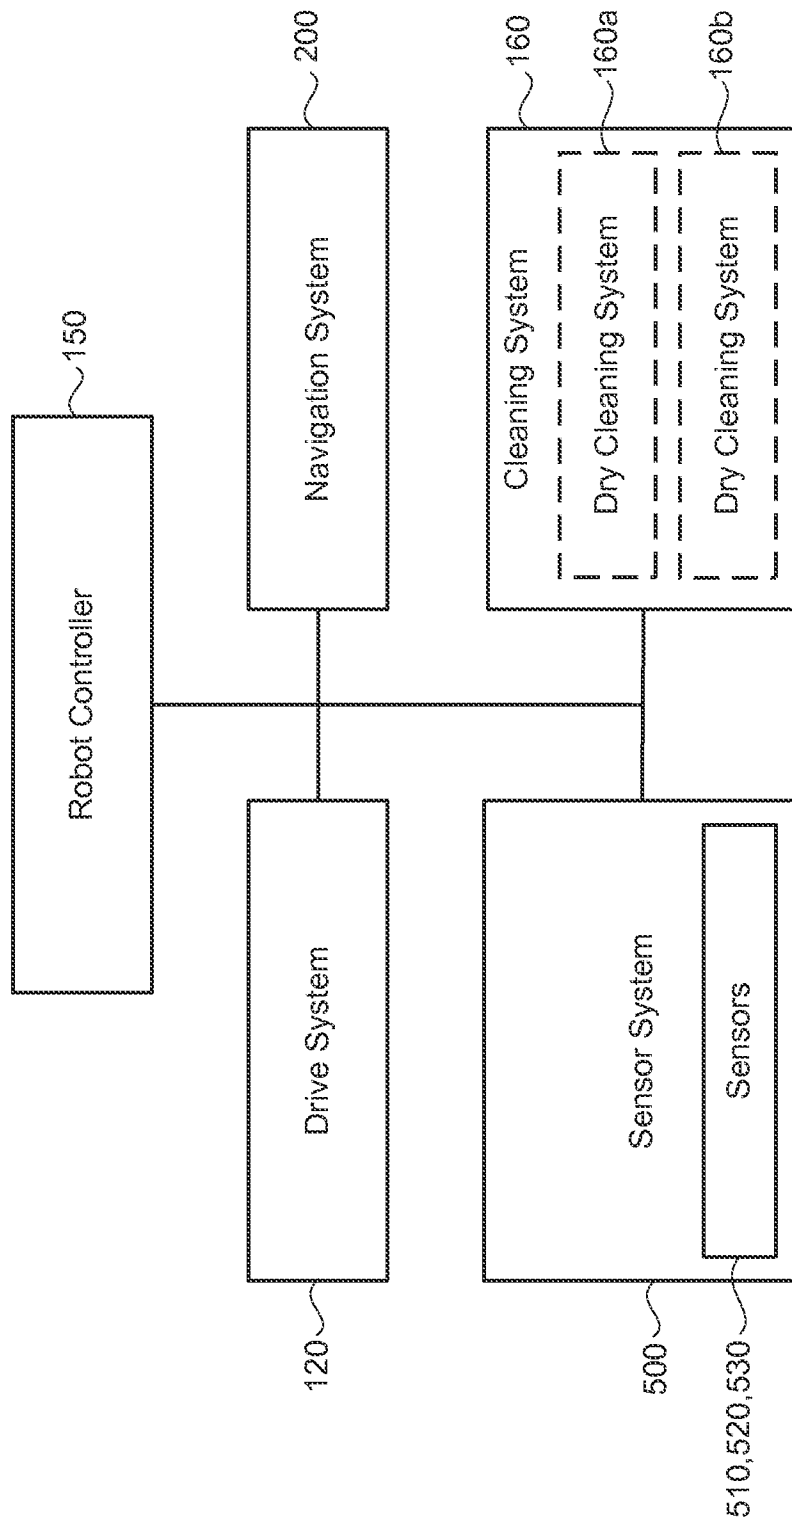 Robot Controller
150
Drive System
120
Navigation System
200
Sensor System
500
Sensors
510,520,530
Cleaning System
160
Dry Cleaning System
160a
Dry Cleaning System
160b